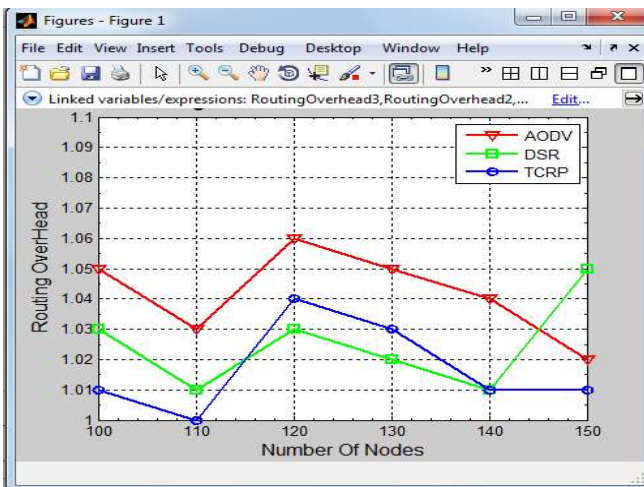 Figures - Figure 1
File Edit View Insert Tools Debug Desktop Window Help
Linked variables/expressions: RoutingOverhead3,RoutingOverhead2,... Edit...
1.1
1.09
1.08
1.07
1.06
1.05
1.04
1.03
1.02
1.01
1
Routing OverHead
AODV
DSR
TCRP
100 110 120 130 140 150
Number Of Nodes